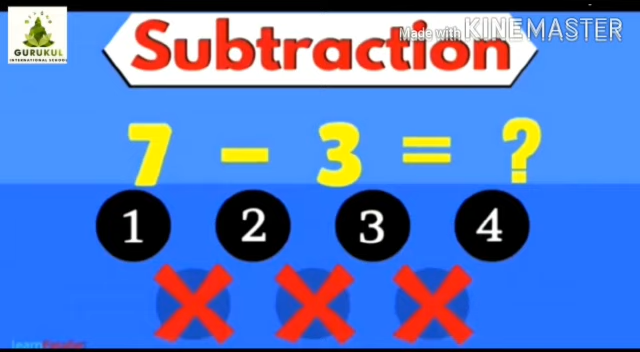 GURUKUL
INTERNATIONAL SCHOOL
Subtraction
Made with KINEMASTER
7 - 3 = ?
1 2 3 4